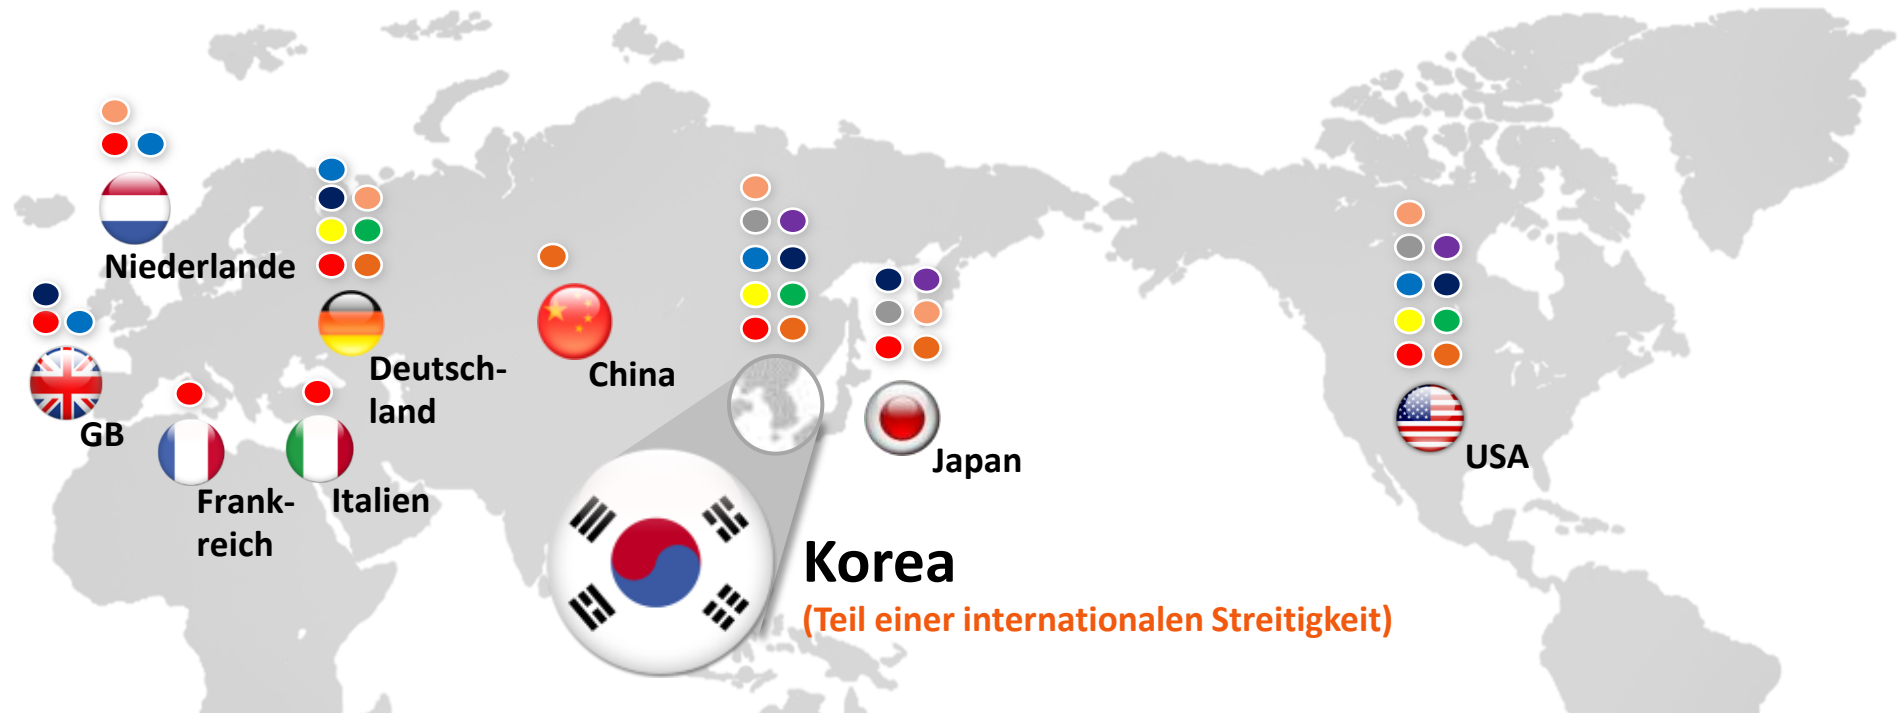 Niederlande
GB
Frank-
reich
Italien
Deutsch-
land
China
Japan
Korea
(Teil einer internationalen Streitigkeit)
USA